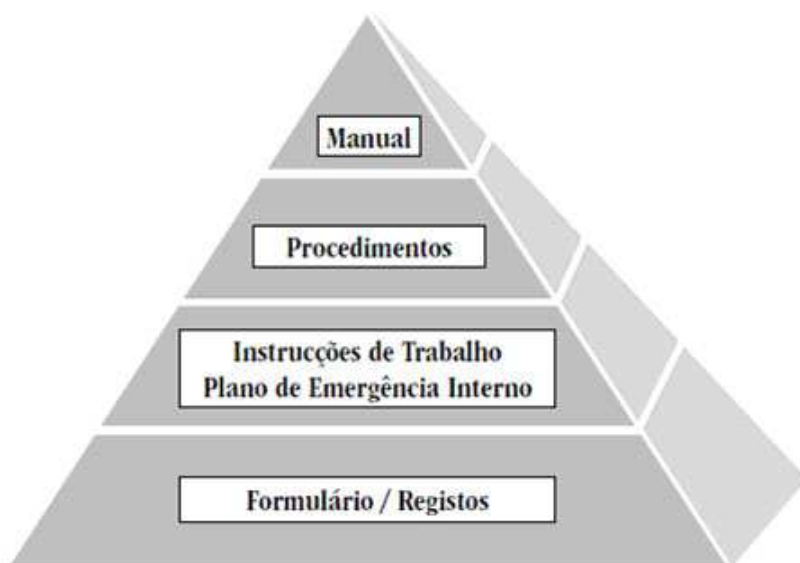 Manual
Procedimentos
Instrucções de Trabalho
Plano de Emergência Interno
Formulário / Registos